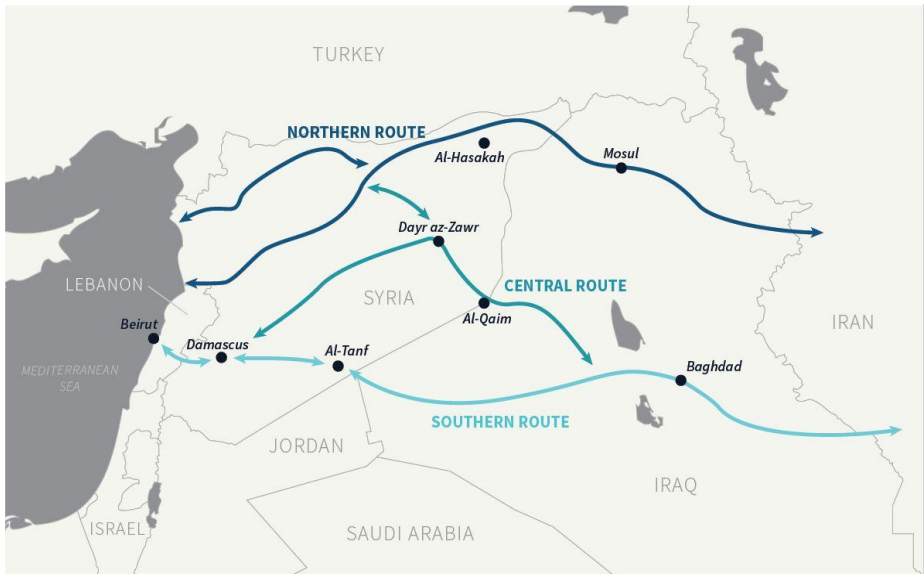 TURKEY
NORTHERN ROUTE
Al-Hasakah
Mosul
Dayr az-Zawr
LEBANON
SYRIA
CENTRAL ROUTE
Al-Qaim
IRAN
Beirut
Damascus
Al-Tanf
Baghdad
MEDITERRANEAN
SEA
SOUTHERN ROUTE
JORDAN
IRAQ
ISRAEL
SAUDI ARABIA